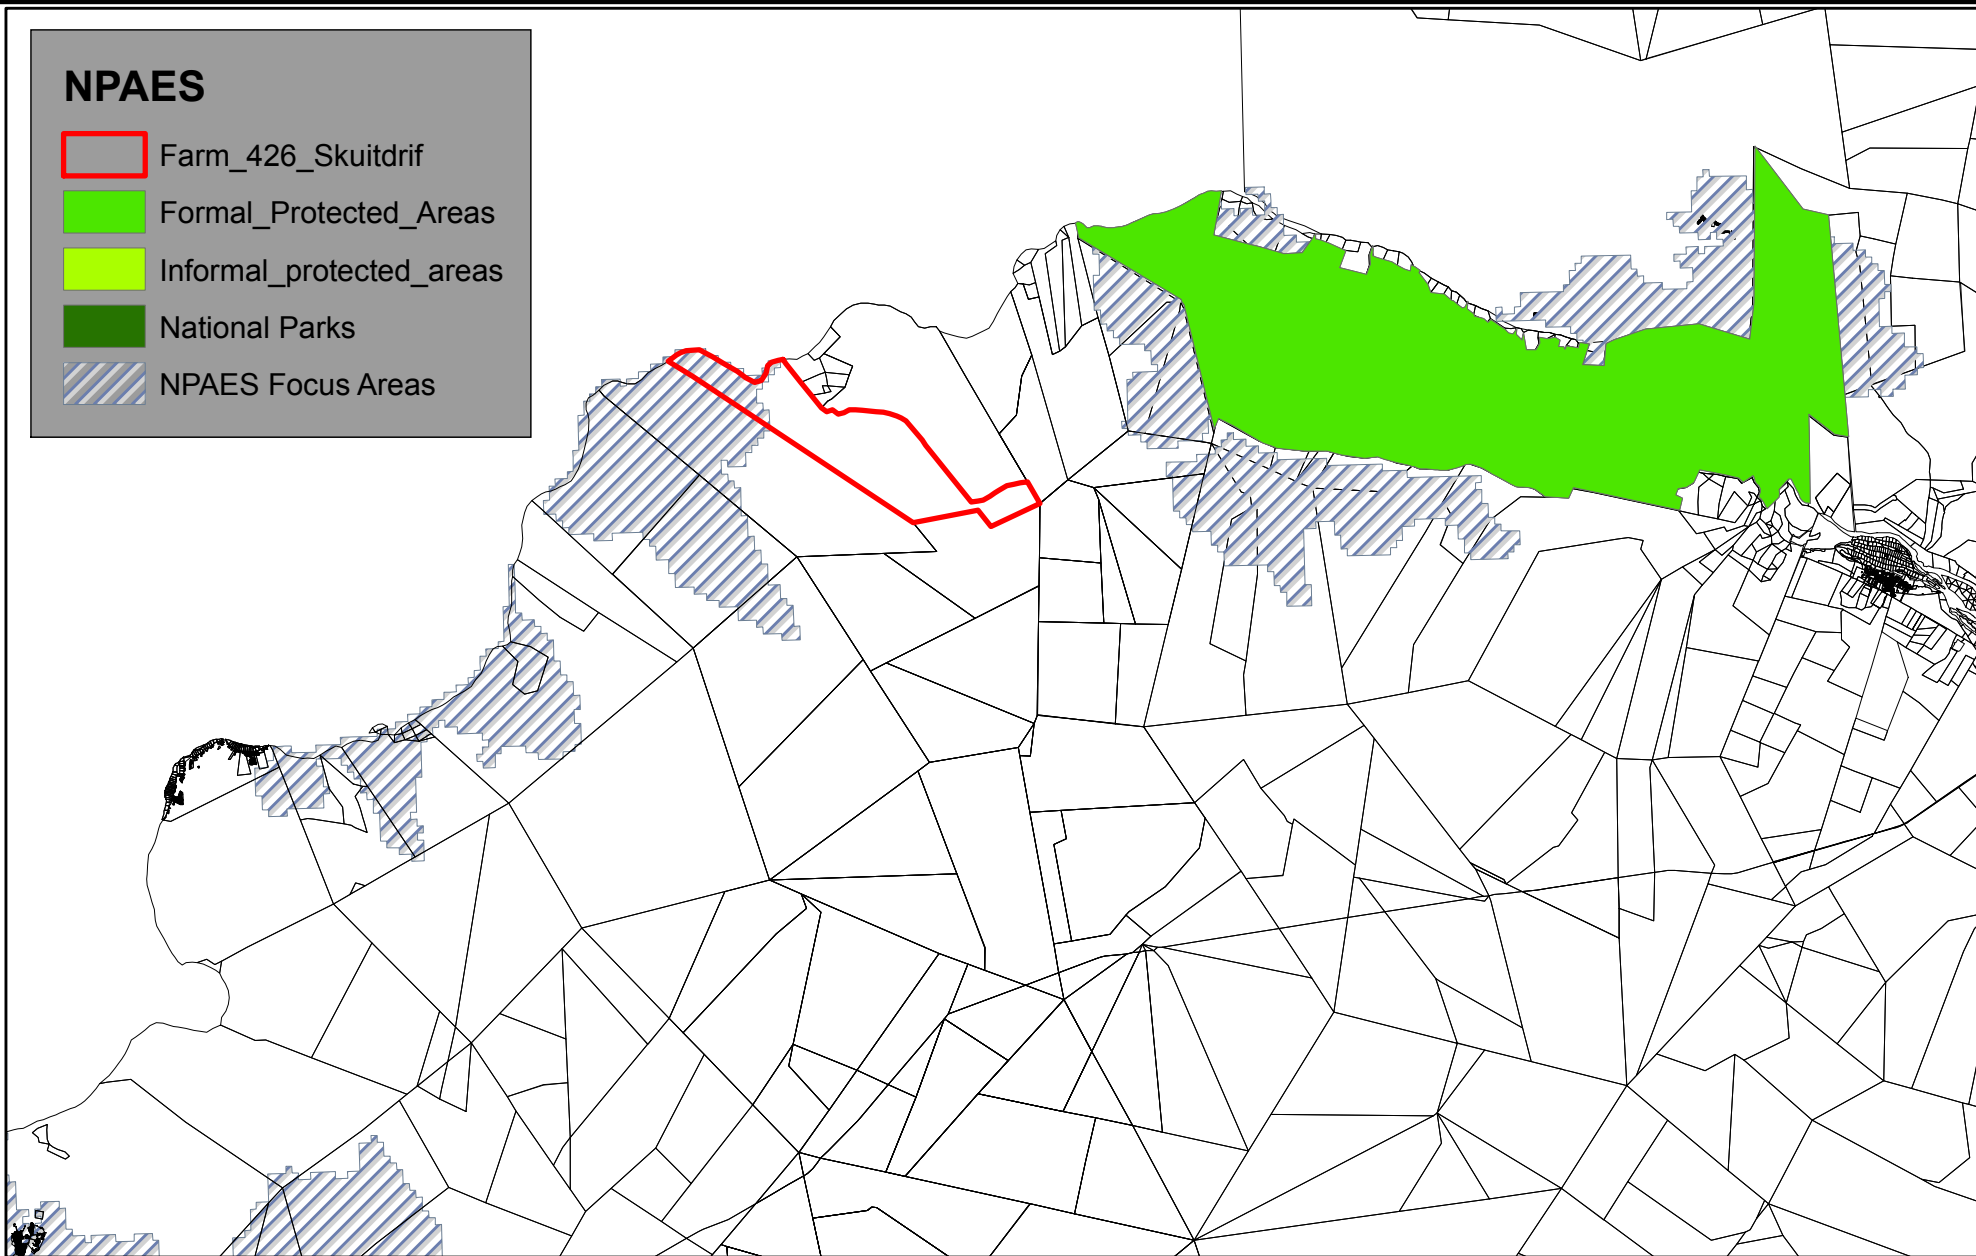 NPAES
Farm_426_Skuitdrif
Formal_Protected_Areas
Informal_protected_areas
National Parks
NPAES Focus Areas